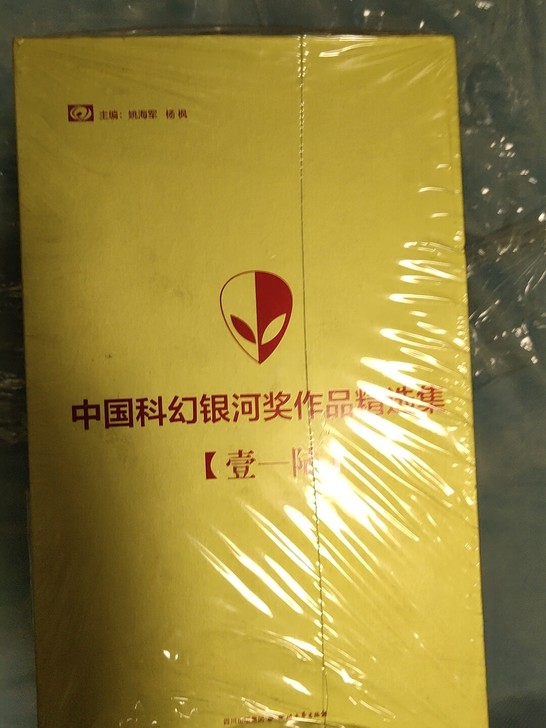 主编：姚海军 杨枫
中国科幻银河奖作品精选集
【壹—陆】